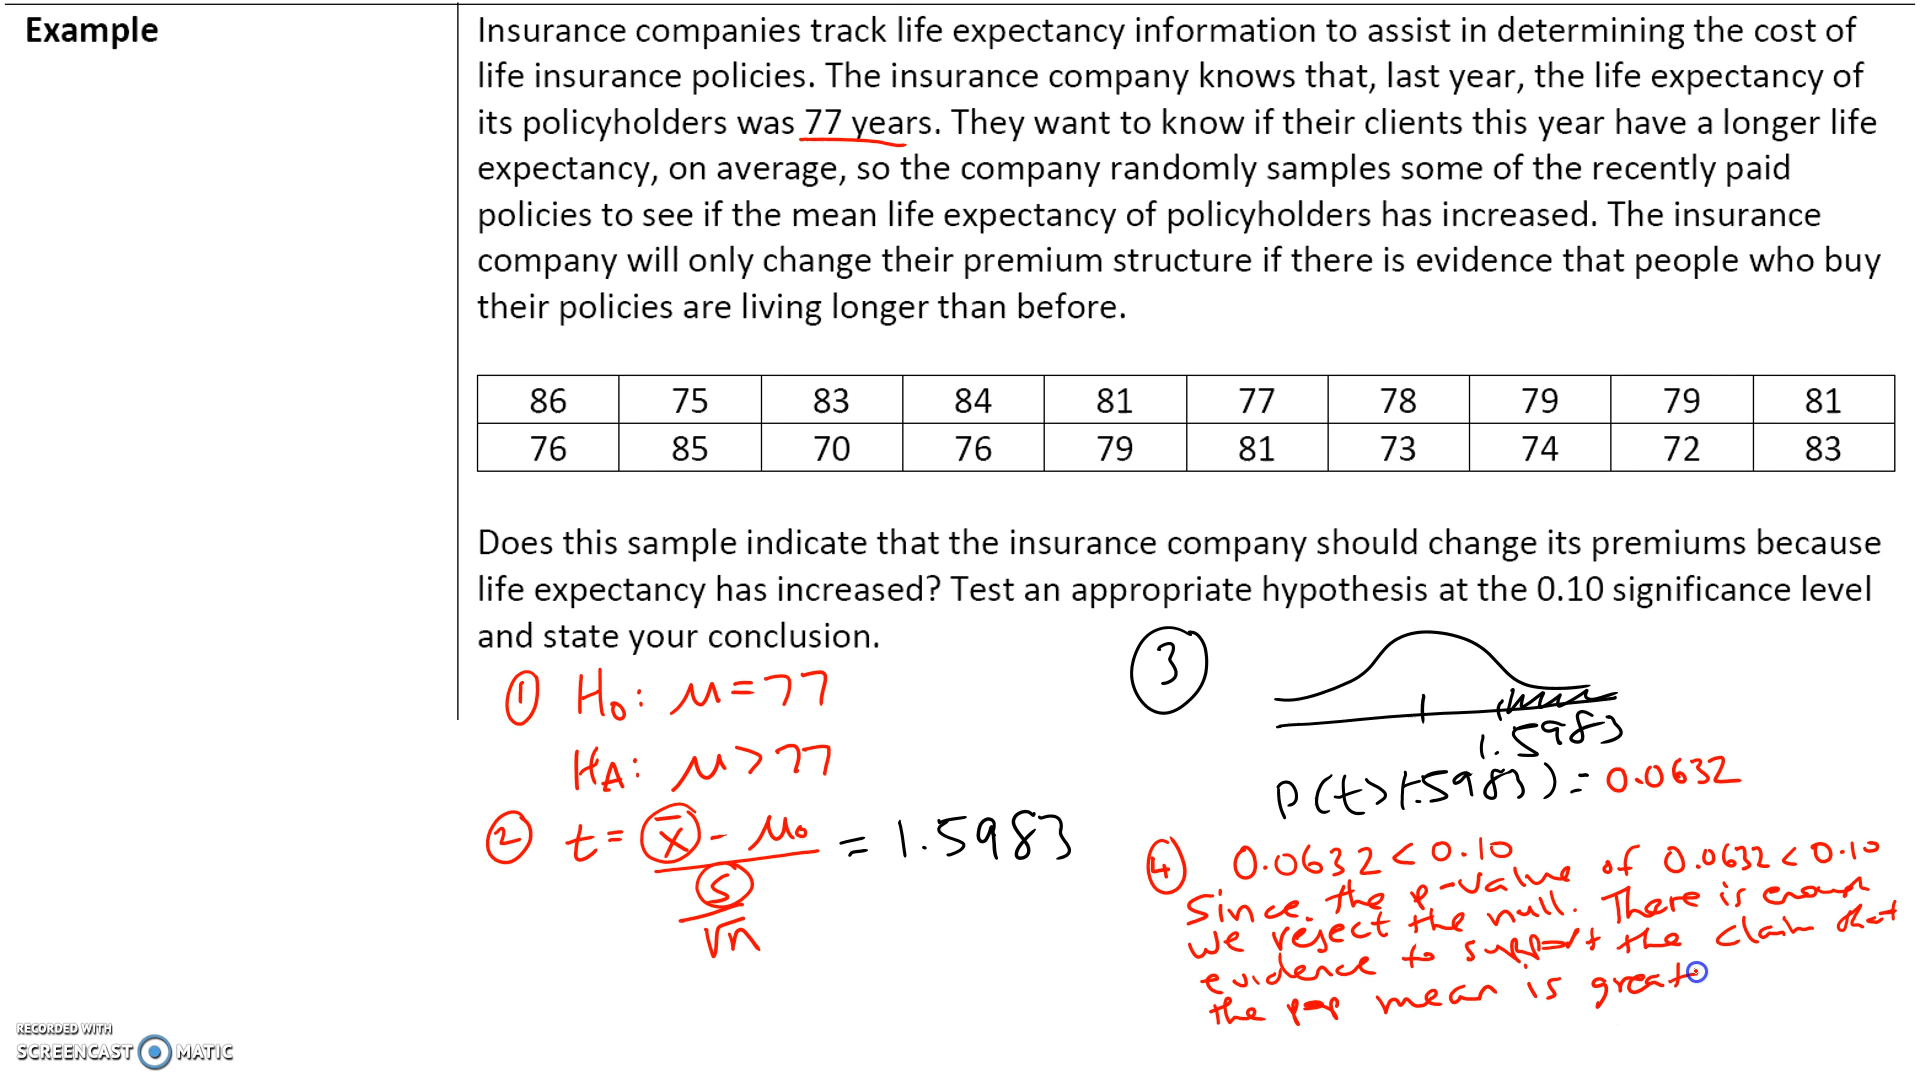 Example
Insurance companies track life expectancy information to assist in determining the cost of
life insurance policies. The insurance company knows that, last year, the life expectancy of
its policyholders was 77 years. They want to know if their clients this year have a longer life
expectancy, on average, so the company randomly samples some of the recently paid
policies to see if the mean life expectancy of policyholders has increased. The insurance
company will only change their premium structure if there is evidence that people who buy
their policies are living longer than before.
86 75 83 84 81 77 78 79 79 81
76 85 70 76 79 81 73 74 72 83
Does this sample indicate that the insurance company should change its premiums because
life expectancy has increased? Test an appropriate hypothesis at the 0.10 significance level
and state your conclusion.
① H₀: μ = 77
H_A: μ > 77
② t = (x̄ - μ₀) / (s/√n) = 1.5983
③
1.5983
P(t > 1.5983) = 0.0632
④ 0.0632 < 0.10
Since the p-value of 0.0632 < 0.10
we reject the null. There is enough
evidence to support the claim that
the pop mean is great
RECORDED WITH
SCREENCAST MATIC